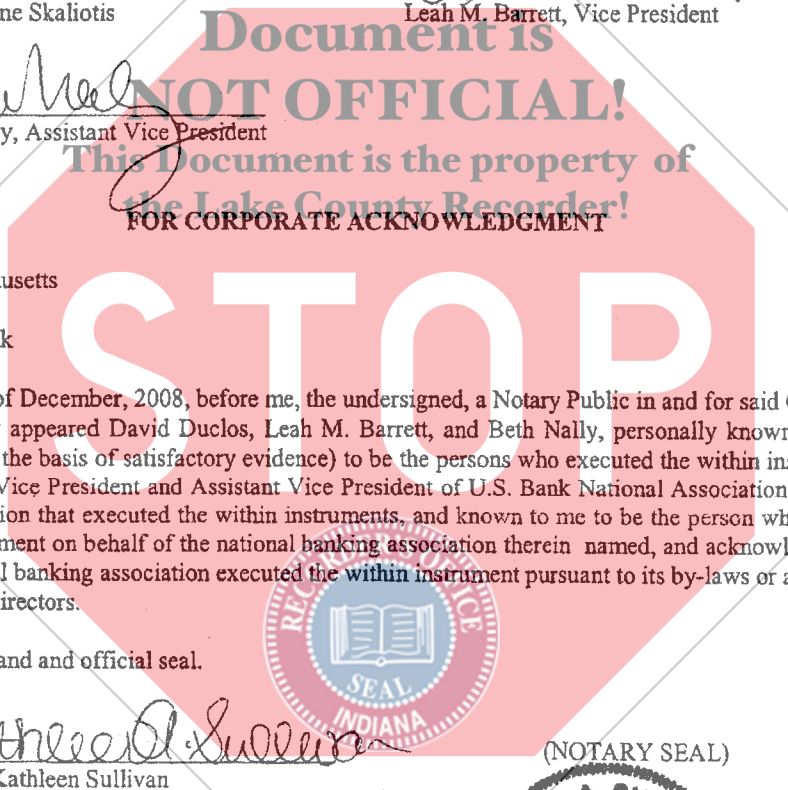 ne Skaliotis
Leah M. Barrett, Vice President
Document is
NOT OFFICIAL!
y, Assistant Vice President
This Document is the property of
the Lake County Recorder!
FOR CORPORATE ACKNOWLEDGMENT
usetts
STOP
k
of December, 2008, before me, the undersigned, a Notary Public in and for said
appeared David Duclos, Leah M. Barrett, and Beth Nally, personally known
the basis of satisfactory evidence) to be the persons who executed the within ins
Vice President and Assistant Vice President of U.S. Bank National Association
ion that executed the within instruments, and known to me to be the person wh
ment on behalf of the national banking association therein named, and acknowl
l banking association executed the within instrument pursuant to its by-laws or a
irectors.
RECORDER'S OFFICE
SEAL
INDIANA
and and official seal.
thleen A. Sullivan
(NOTARY SEAL)
Kathleen Sullivan